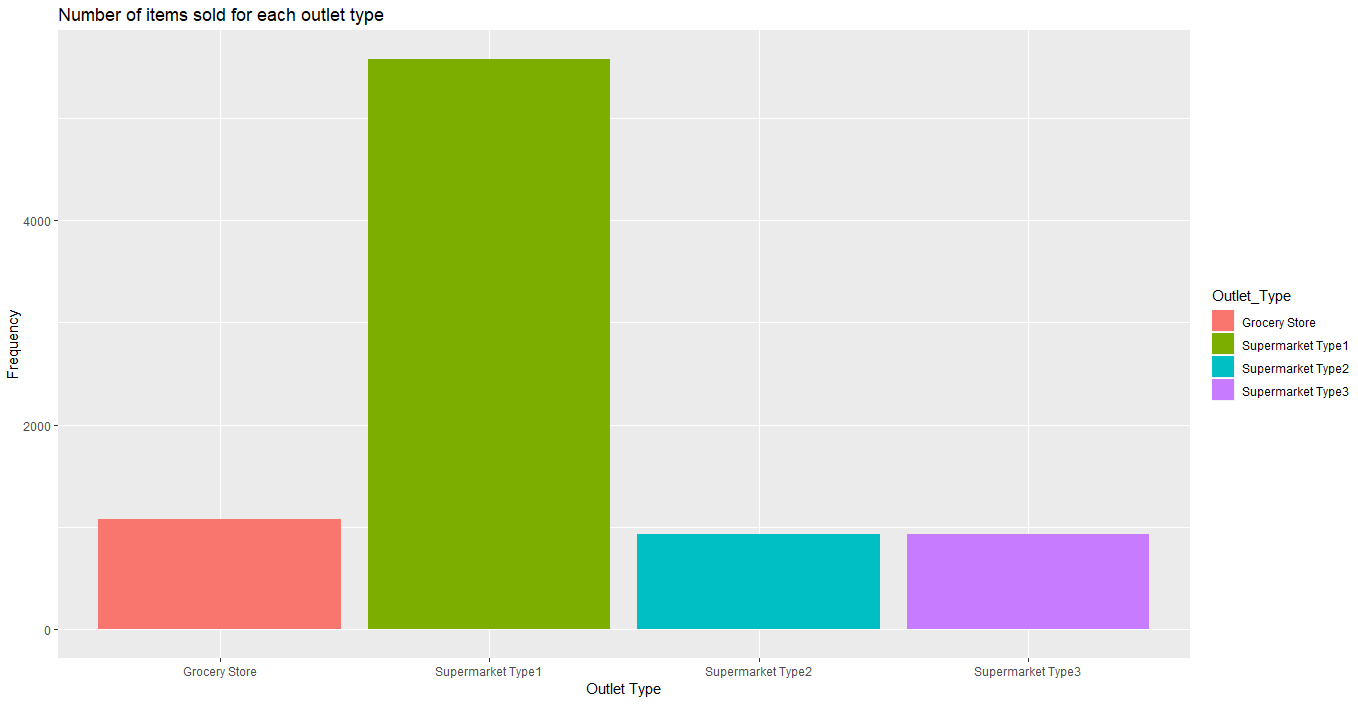 Number of items sold for each outlet type
Frequency
4000
2000
0
Grocery Store
Supermarket Type1
Supermarket Type2
Supermarket Type3
Outlet Type
Outlet_Type
Grocery Store
Supermarket Type1
Supermarket Type2
Supermarket Type3